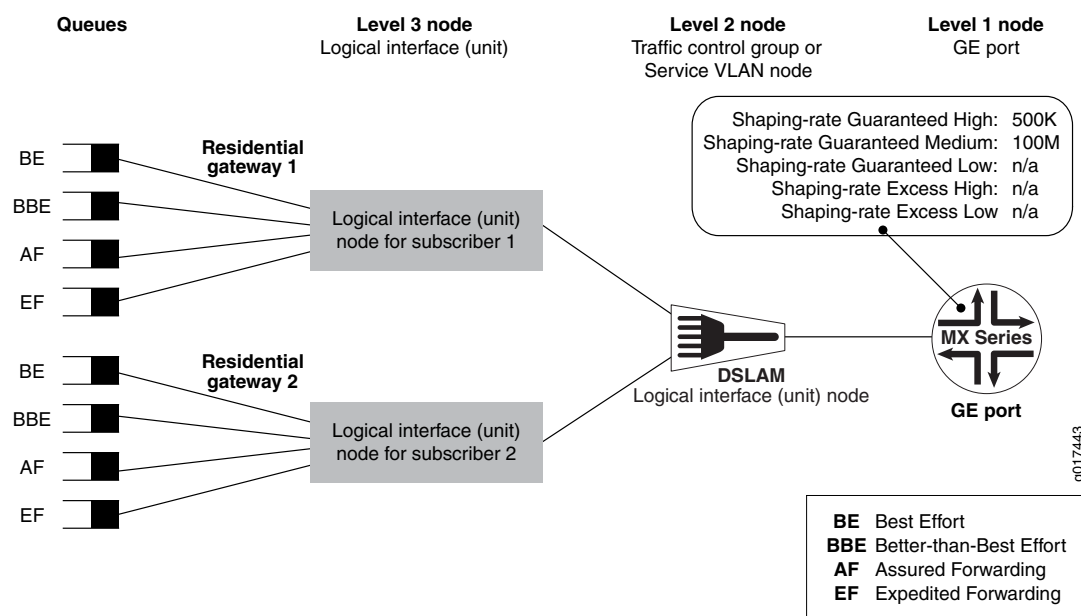 Queues
Level 3 node
Logical interface (unit)
Level 2 node
Traffic control group or
Service VLAN node
Level 1 node
GE port
Shaping-rate Guaranteed High: 500K
Shaping-rate Guaranteed Medium: 100M
Shaping-rate Guaranteed Low: n/a
Shaping-rate Excess High: n/a
Shaping-rate Excess Low n/a
BE
BBE
AF
EF
Residential
gateway 1
Logical interface (unit)
node for subscriber 1
BE
BBE
AF
EF
Residential
gateway 2
Logical interface (unit)
node for subscriber 2
DSLAM
Logical interface (unit) node
MX Series
GE port
g017443
BE Best Effort
BBE Better-than-Best Effort
AF Assured Forwarding
EF Expedited Forwarding